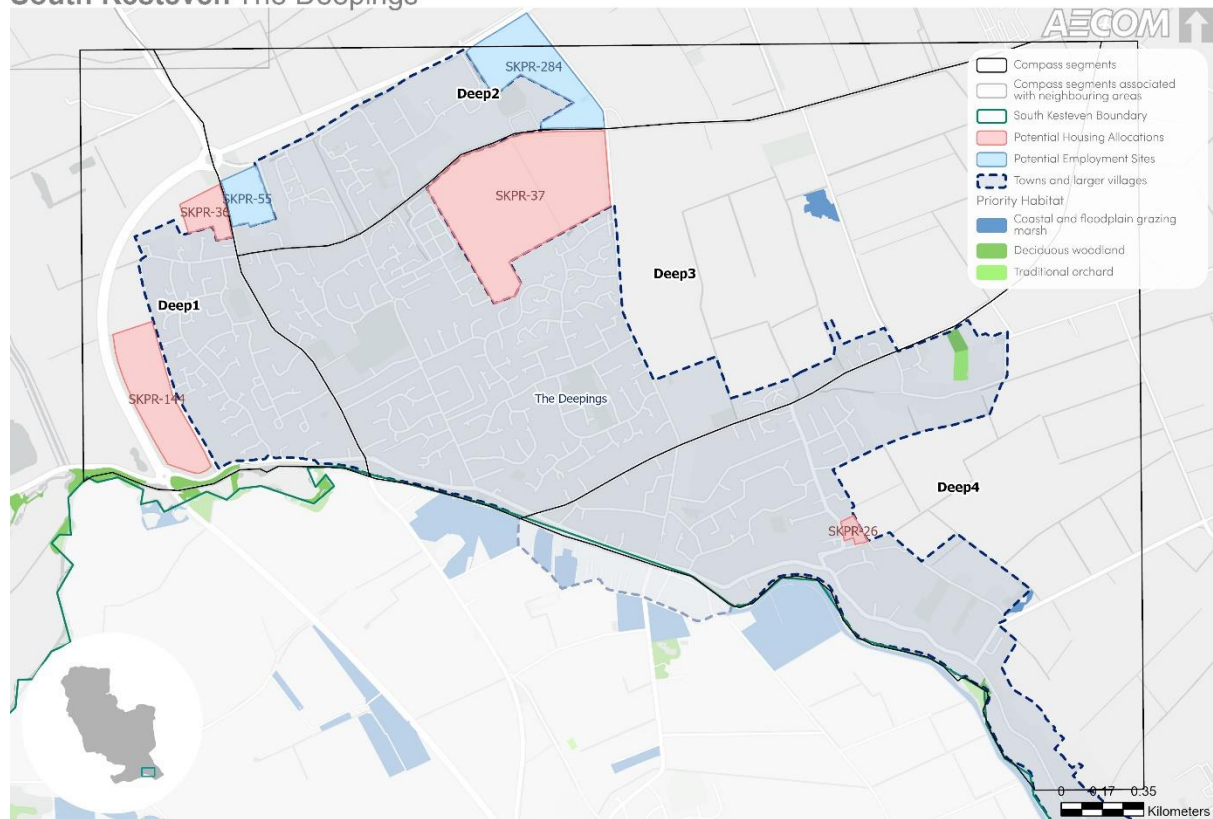 South Kesteven The Deepings
AECOM
Compass segments
Compass segments associated
with neighbouring areas
South Kesteven Boundary
Potential Housing Allocations
Potential Employment Sites
Towns and larger villages
Priority Habitat
Coastal and floodplain grazing
marsh
Deciduous woodland
Traditional orchard
SKPR-284
Deep2
SKPR-55
SKPR-36
SKPR-37
Deep3
Deep1
SKPR-144
The Deepings
Deep4
SKPR-26
0 0.17 0.35
Kilometers